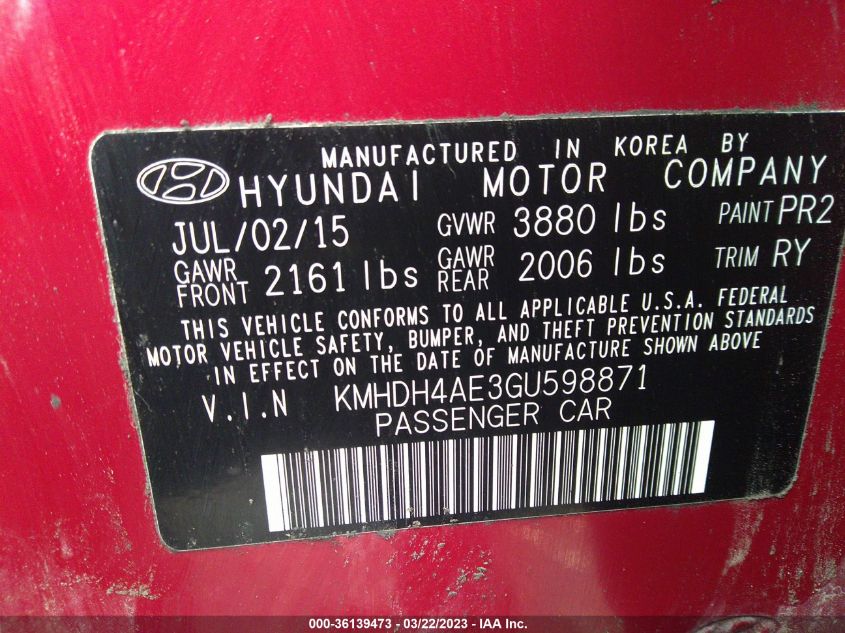 MANUFACTURED IN KOREA BY
HYUNDAI MOTOR COMPANY
JUL/02/15 GVWR 3880 lbs PAINT PR2
GAWR FRONT 2161 lbs GAWR REAR 2006 lbs TRIM RY
THIS VEHICLE CONFORMS TO ALL APPLICABLE U.S.A. FEDERAL
MOTOR VEHICLE SAFETY, BUMPER, AND THEFT PREVENTION STANDARDS
IN EFFECT ON THE DATE OF MANUFACTURE SHOWN ABOVE
V.I.N KMHDH4AE3GU598871
PASSENGER CAR
000-36139473 - 03/22/2023 - IAA Inc.